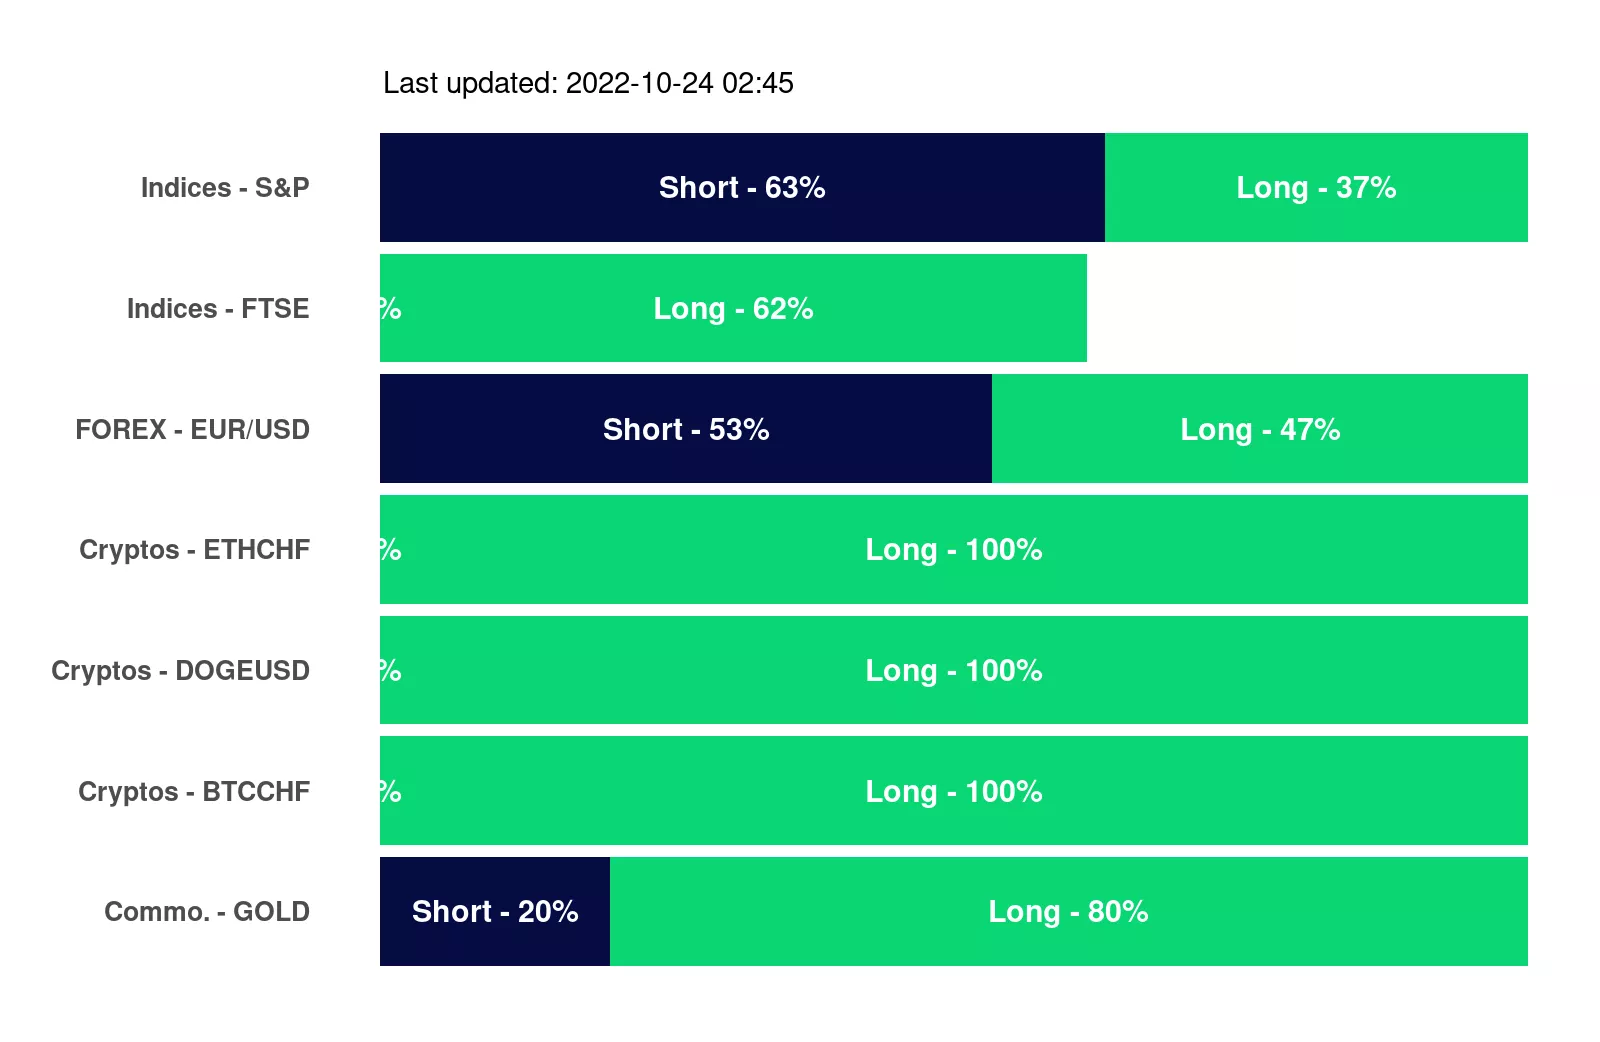 Last updated: 2022-10-24 02:45
Indices - S&P Short - 63% Long - 37%
Indices - FTSE % Long - 62%
FOREX - EUR/USD Short - 53% Long - 47%
Cryptos - ETHCHF % Long - 100%
Cryptos - DOGEUSD % Long - 100%
Cryptos - BTCCHF % Long - 100%
Commo. - GOLD Short - 20% Long - 80%